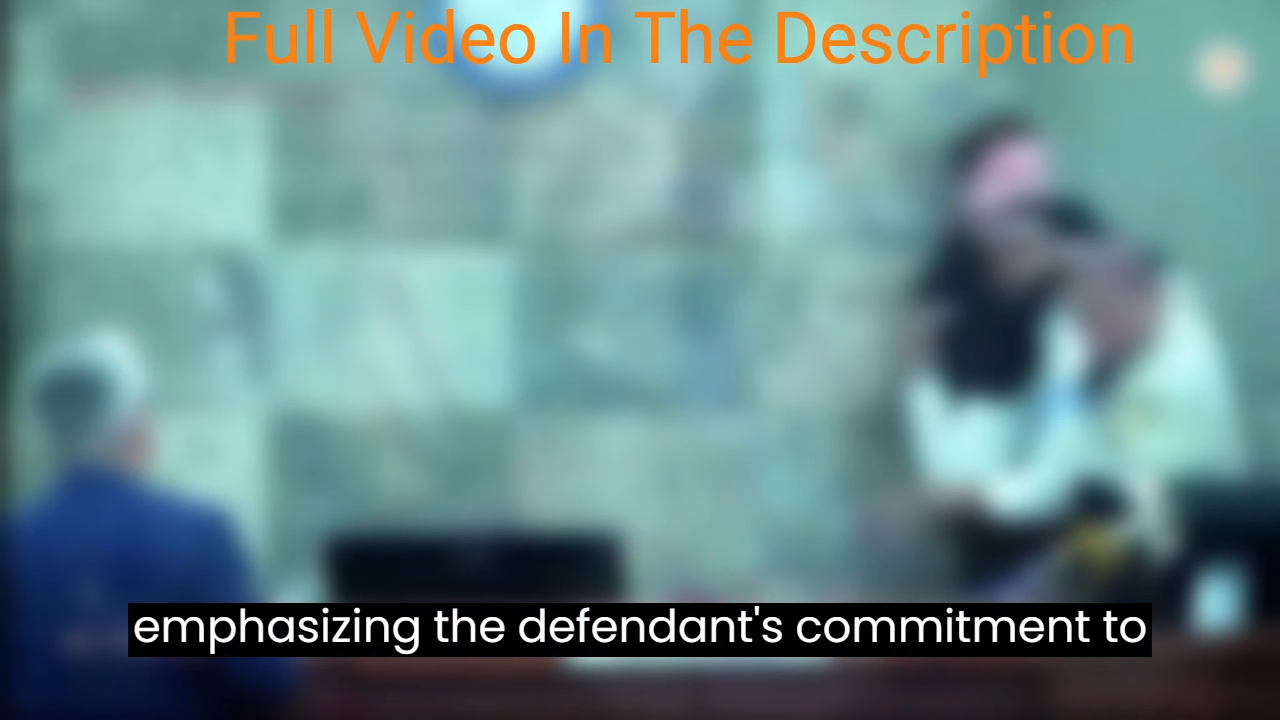 Full Video In The Description
emphasizing the defendant's commitment to